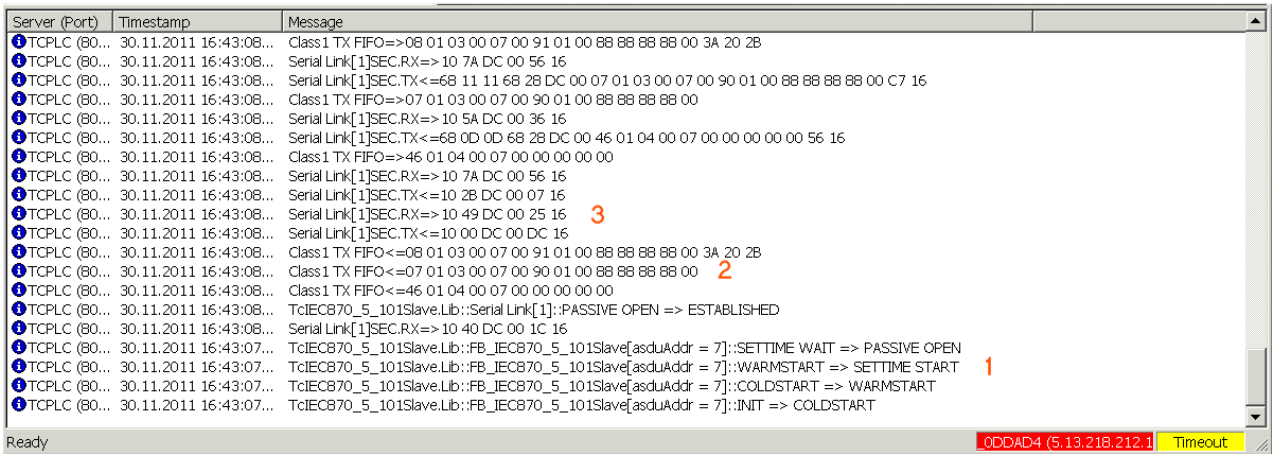 Server (Port) Timestamp Message
TCPLC (80... 30.11.2011 16:43:08... Class1 TX FIFO=>08 01 03 00 07 00 91 01 00 88 88 88 88 00 3A 20 2B
TCPLC (80... 30.11.2011 16:43:08... Serial Link[1]SEC.RX=>10 7A DC 00 56 16
TCPLC (80... 30.11.2011 16:43:08... Serial Link[1]SEC.TX<=68 11 11 68 28 DC 00 07 01 03 00 07 00 90 01 00 88 88 88 88 00 C7 16
TCPLC (80... 30.11.2011 16:43:08... Class1 TX FIFO=>07 01 03 00 07 00 90 01 00 88 88 88 88 00
TCPLC (80... 30.11.2011 16:43:08... Serial Link[1]SEC.RX=>10 5A DC 00 36 16
TCPLC (80... 30.11.2011 16:43:08... Serial Link[1]SEC.TX<=68 0D 0D 68 28 DC 00 46 01 04 00 07 00 00 00 00 00 56 16
TCPLC (80... 30.11.2011 16:43:08... Class1 TX FIFO=>46 01 04 00 07 00 00 00 00 00
TCPLC (80... 30.11.2011 16:43:08... Serial Link[1]SEC.RX=>10 7A DC 00 56 16
TCPLC (80... 30.11.2011 16:43:08... Serial Link[1]SEC.TX<=10 2B DC 00 07 16
TCPLC (80... 30.11.2011 16:43:08... Serial Link[1]SEC.RX=>10 49 DC 00 25 16 3
TCPLC (80... 30.11.2011 16:43:08... Serial Link[1]SEC.TX<=10 00 DC 00 DC 16
TCPLC (80... 30.11.2011 16:43:08... Class1 TX FIFO<=08 01 03 00 07 00 91 01 00 88 88 88 88 00 3A 20 2B
TCPLC (80... 30.11.2011 16:43:08... Class1 TX FIFO<=07 01 03 00 07 00 90 01 00 88 88 88 88 00 2
TCPLC (80... 30.11.2011 16:43:08... Class1 TX FIFO<=46 01 04 00 07 00 00 00 00 00
TCPLC (80... 30.11.2011 16:43:08... TcIEC870_5_101Slave.Lib::Serial Link[1]::PASSIVE OPEN => ESTABLISHED
TCPLC (80... 30.11.2011 16:43:08... Serial Link[1]SEC.RX=>10 40 DC 00 1C 16
TCPLC (80... 30.11.2011 16:43:07... TcIEC870_5_101Slave.Lib::FB_IEC870_5_101Slave[asduAddr = 7]::SETTIME WAIT => PASSIVE OPEN
TCPLC (80... 30.11.2011 16:43:07... TcIEC870_5_101Slave.Lib::FB_IEC870_5_101Slave[asduAddr = 7]::WARMSTART => SETTIME START 1
TCPLC (80... 30.11.2011 16:43:07... TcIEC870_5_101Slave.Lib::FB_IEC870_5_101Slave[asduAddr = 7]::COLDSTART => WARMSTART
TCPLC (80... 30.11.2011 16:43:07... TcIEC870_5_101Slave.Lib::FB_IEC870_5_101Slave[asduAddr = 7]::INIT => COLDSTART
Ready _0DDAD4 (5.13.218.212.1 Timeout